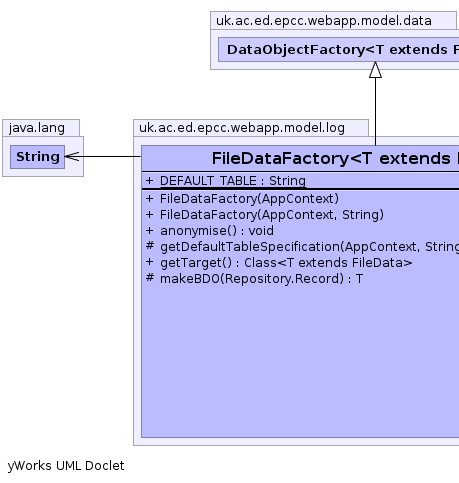 uk.ac.ed.epcc.webapp.model.data
DataObjectFactory<T extends
java.lang
String
uk.ac.ed.epcc.webapp.model.log
FileDataFactory<T extends
+ DEFAULT_TABLE : String
+ FileDataFactory(AppContext)
+ FileDataFactory(AppContext, String)
+ anonymise() : void
# getDefaultTableSpecification(AppContext, String
+ getTarget() : Class<T extends FileData>
# makeBDO(Repository.Record) : T
yWorks UML Doclet